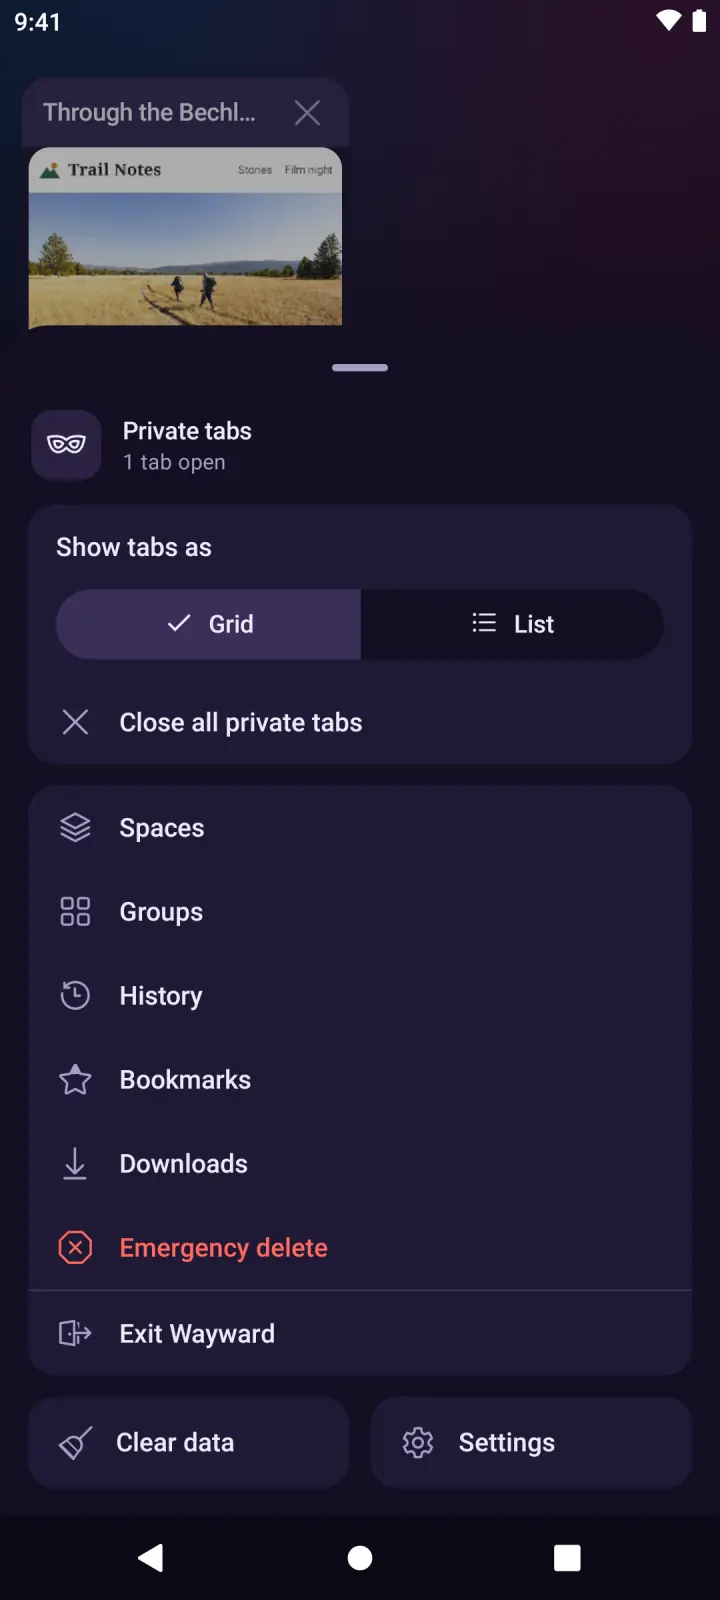 9:41
Through the Bechl...
Trail Notes
Stories Film night
Private tabs
1 tab open
Show tabs as
Grid
List
Close all private tabs
Spaces
Groups
History
Bookmarks
Downloads
Emergency delete
Exit Wayward
Clear data
Settings